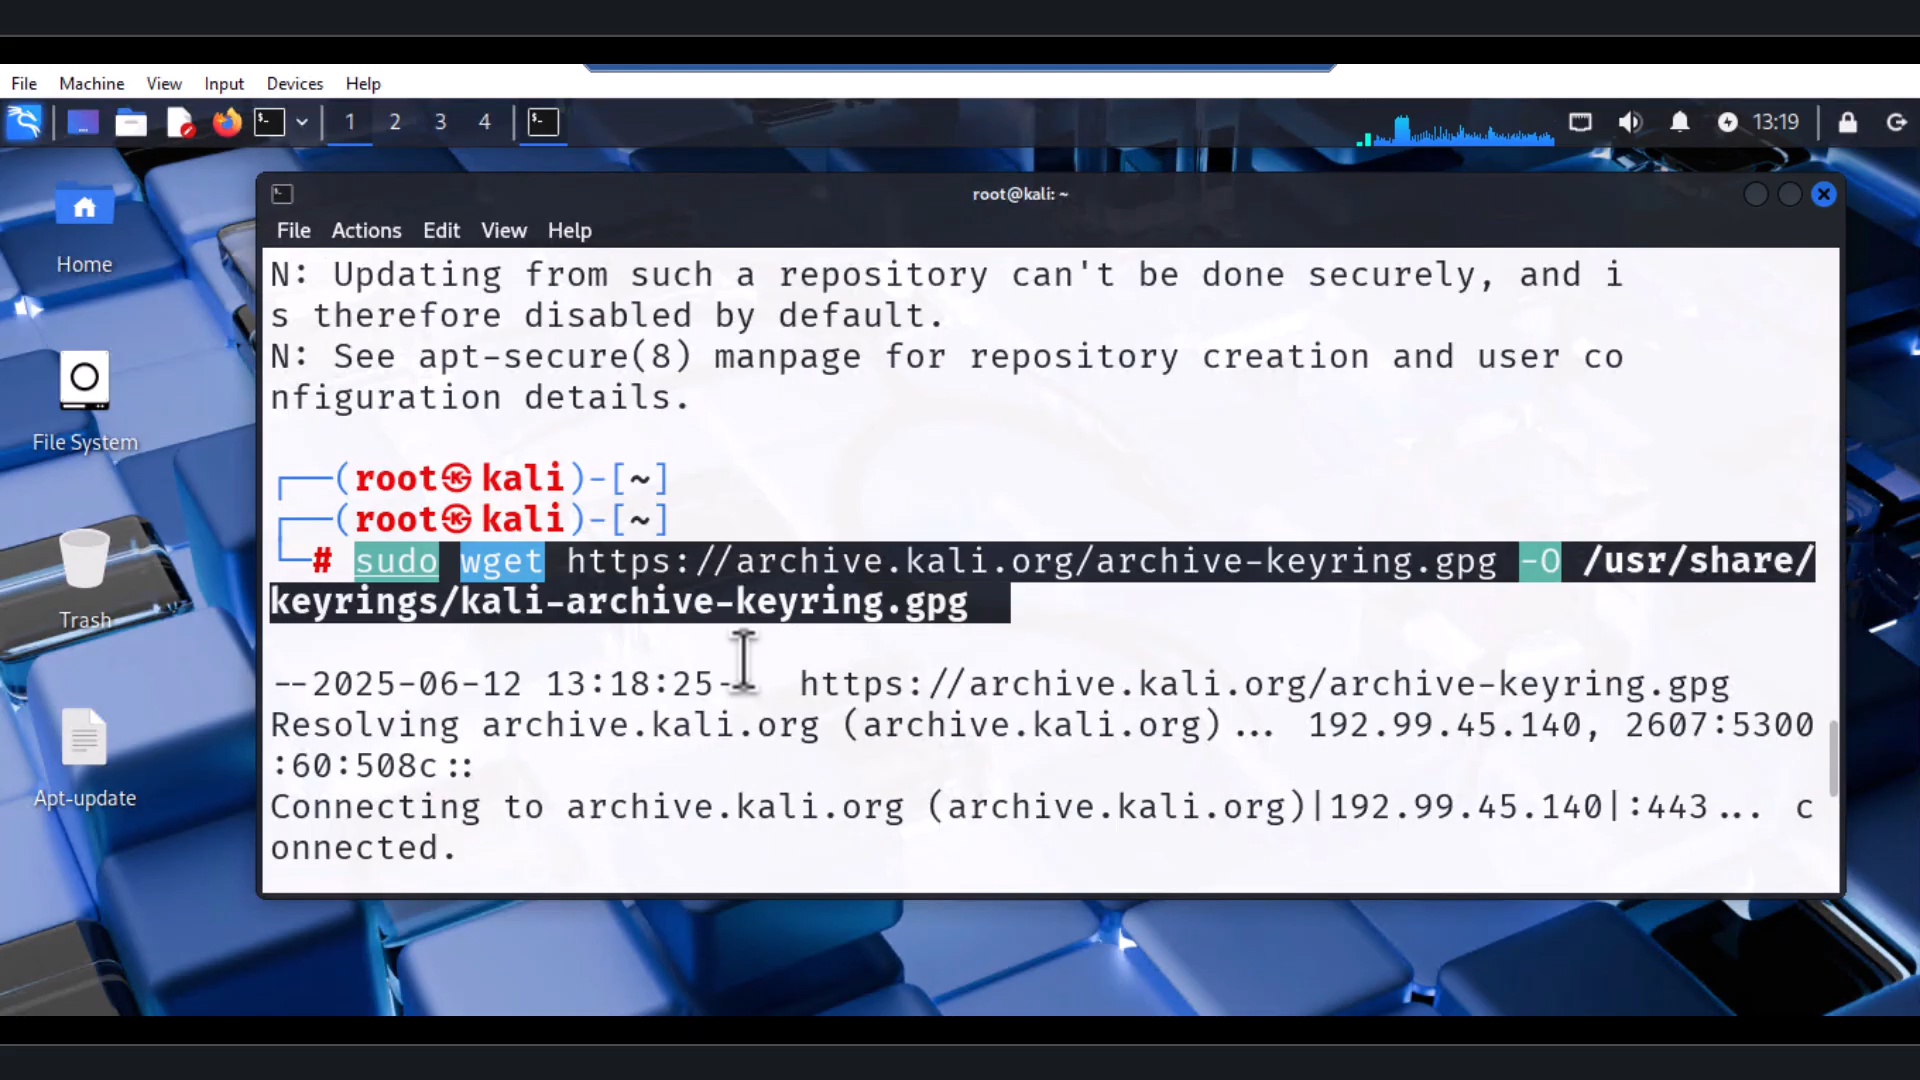 File Machine View Input Devices Help
1 2 3 4 13:19
root@kali: ~
File Actions Edit View Help
Home
File System
Trash
Apt-update
N: Updating from such a repository can't be done securely, and i
s therefore disabled by default.
N: See apt-secure(8) manpage for repository creation and user co
nfiguration details.
┌──(root㉿kali)-[~]
┌──(root㉿kali)-[~]
└─# sudo wget https://archive.kali.org/archive-keyring.gpg -O /usr/share/
keyrings/kali-archive-keyring.gpg
--2025-06-12 13:18:25-- https://archive.kali.org/archive-keyring.gpg
Resolving archive.kali.org (archive.kali.org)... 192.99.45.140, 2607:5300
:60:508c::
Connecting to archive.kali.org (archive.kali.org)|192.99.45.140|:443... c
onnected.